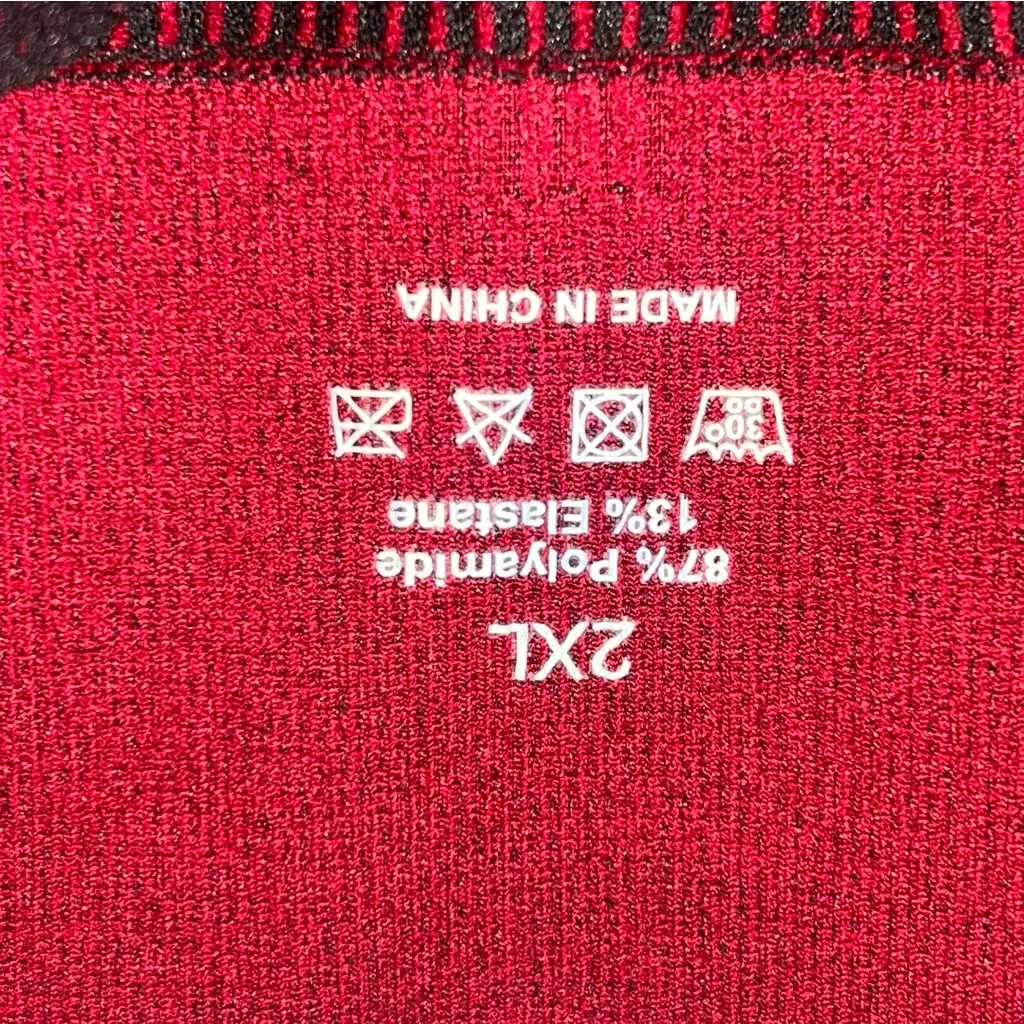 2XL
87% Polyamide
13% Elastane
30°
MADE IN CHINA